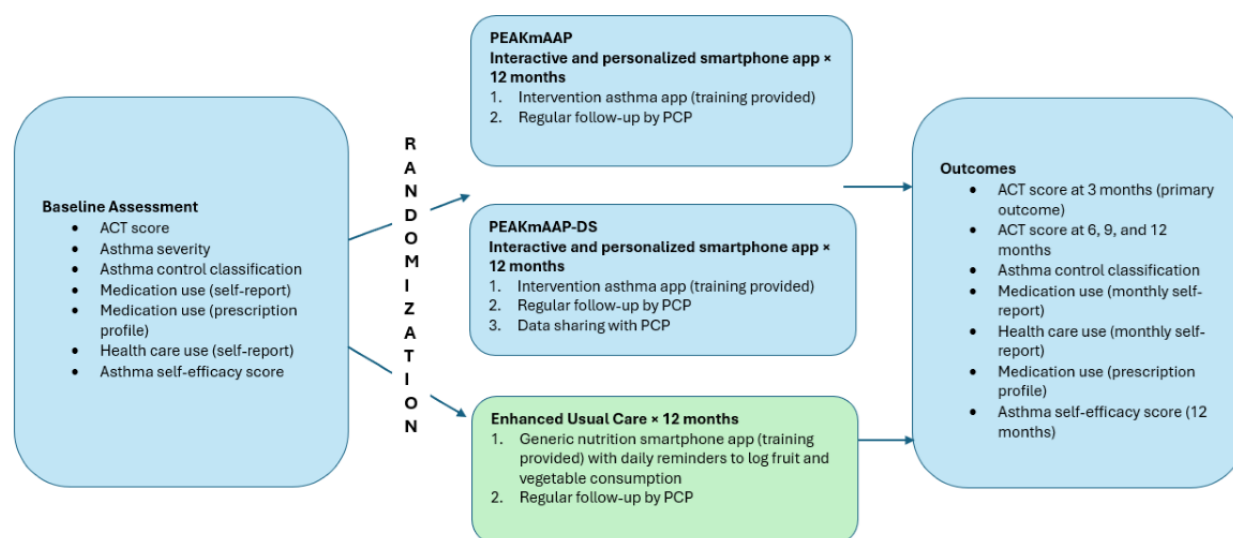 Baseline Assessment
• ACT score
• Asthma severity
• Asthma control classification
• Medication use (self-report)
• Medication use (prescription
profile)
• Health care use (self-report)
• Asthma self-efficacy score
RANDOMIZATION
PEAKmAAP
Interactive and personalized smartphone app ×
12 months
1. Intervention asthma app (training provided)
2. Regular follow-up by PCP
PEAKmAAP-DS
Interactive and personalized smartphone app ×
12 months
1. Intervention asthma app (training provided)
2. Regular follow-up by PCP
3. Data sharing with PCP
Enhanced Usual Care × 12 months
1. Generic nutrition smartphone app (training
provided) with daily reminders to log fruit and
vegetable consumption
2. Regular follow-up by PCP
Outcomes
• ACT score at 3 months (primary
outcome)
• ACT score at 6, 9, and 12
months
• Asthma control classification
• Medication use (monthly self-
report)
• Health care use (monthly self-
report)
• Medication use (prescription
profile)
• Asthma self-efficacy score (12
months)